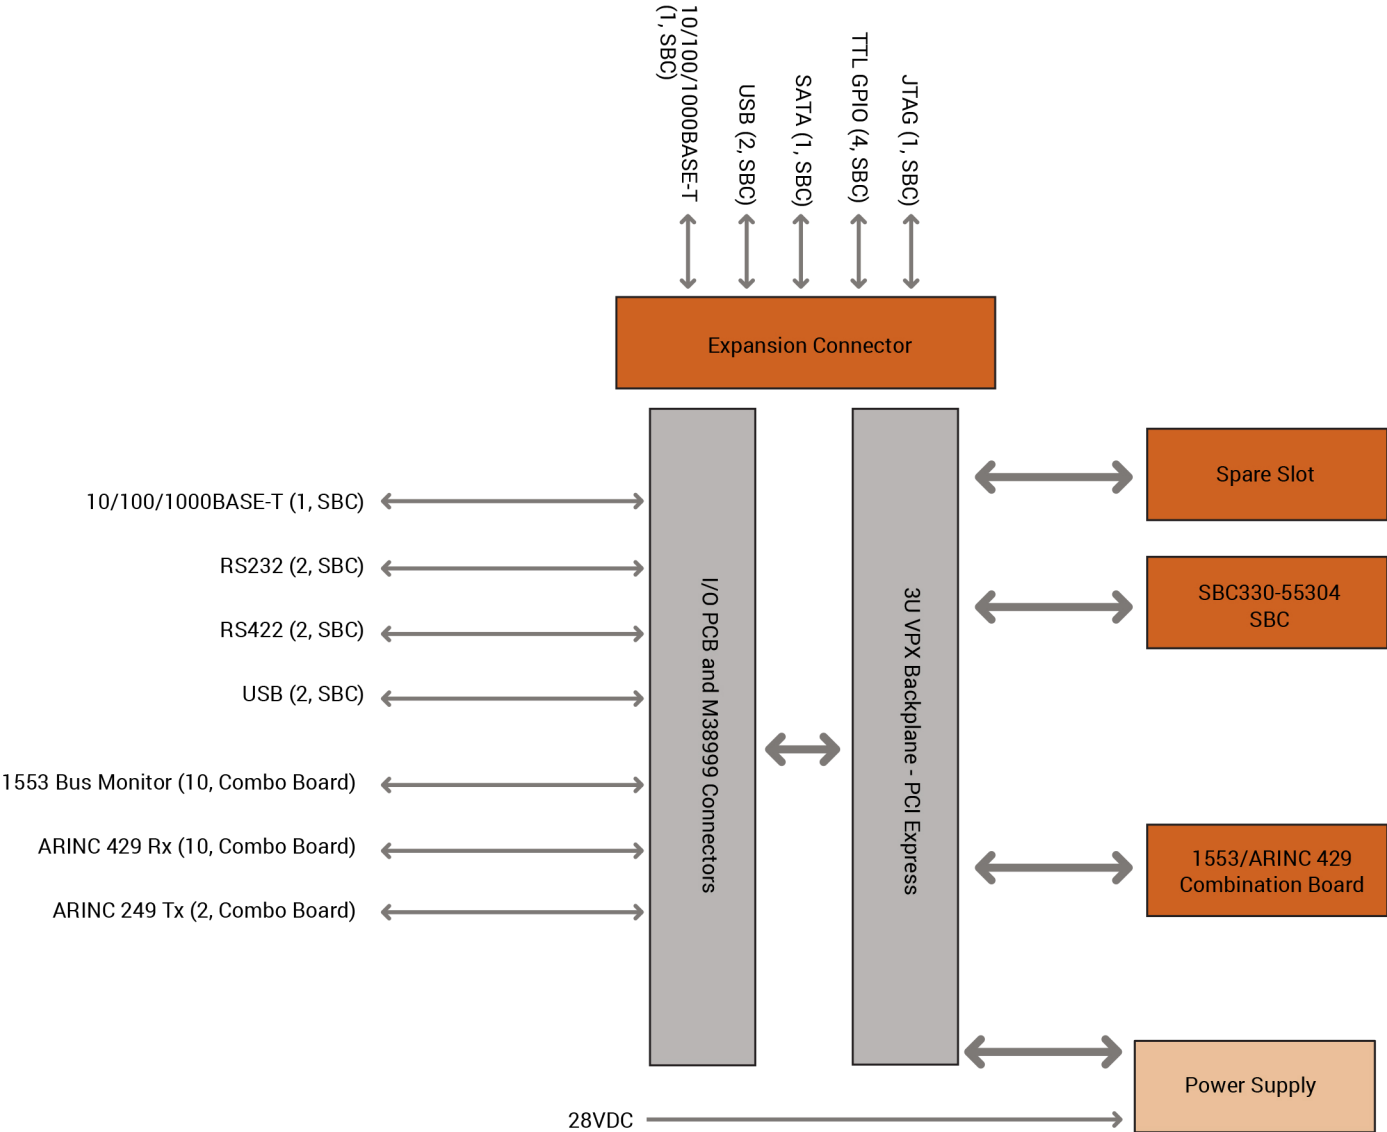 10/100/1000BASE-T
(1, SBC)
USB (2, SBC)
SATA (1, SBC)
TTL GPIO (4, SBC)
JTAG (1, SBC)
Expansion Connector
10/100/1000BASE-T (1, SBC)
RS232 (2, SBC)
RS422 (2, SBC)
USB (2, SBC)
1553 Bus Monitor (10, Combo Board)
ARINC 429 Rx (10, Combo Board)
ARINC 249 Tx (2, Combo Board)
I/O PCB and M38999 Connectors
3U VPX Backplane - PCI Express
Spare Slot
SBC330-55304
SBC
1553/ARINC 429
Combination Board
Power Supply
28VDC